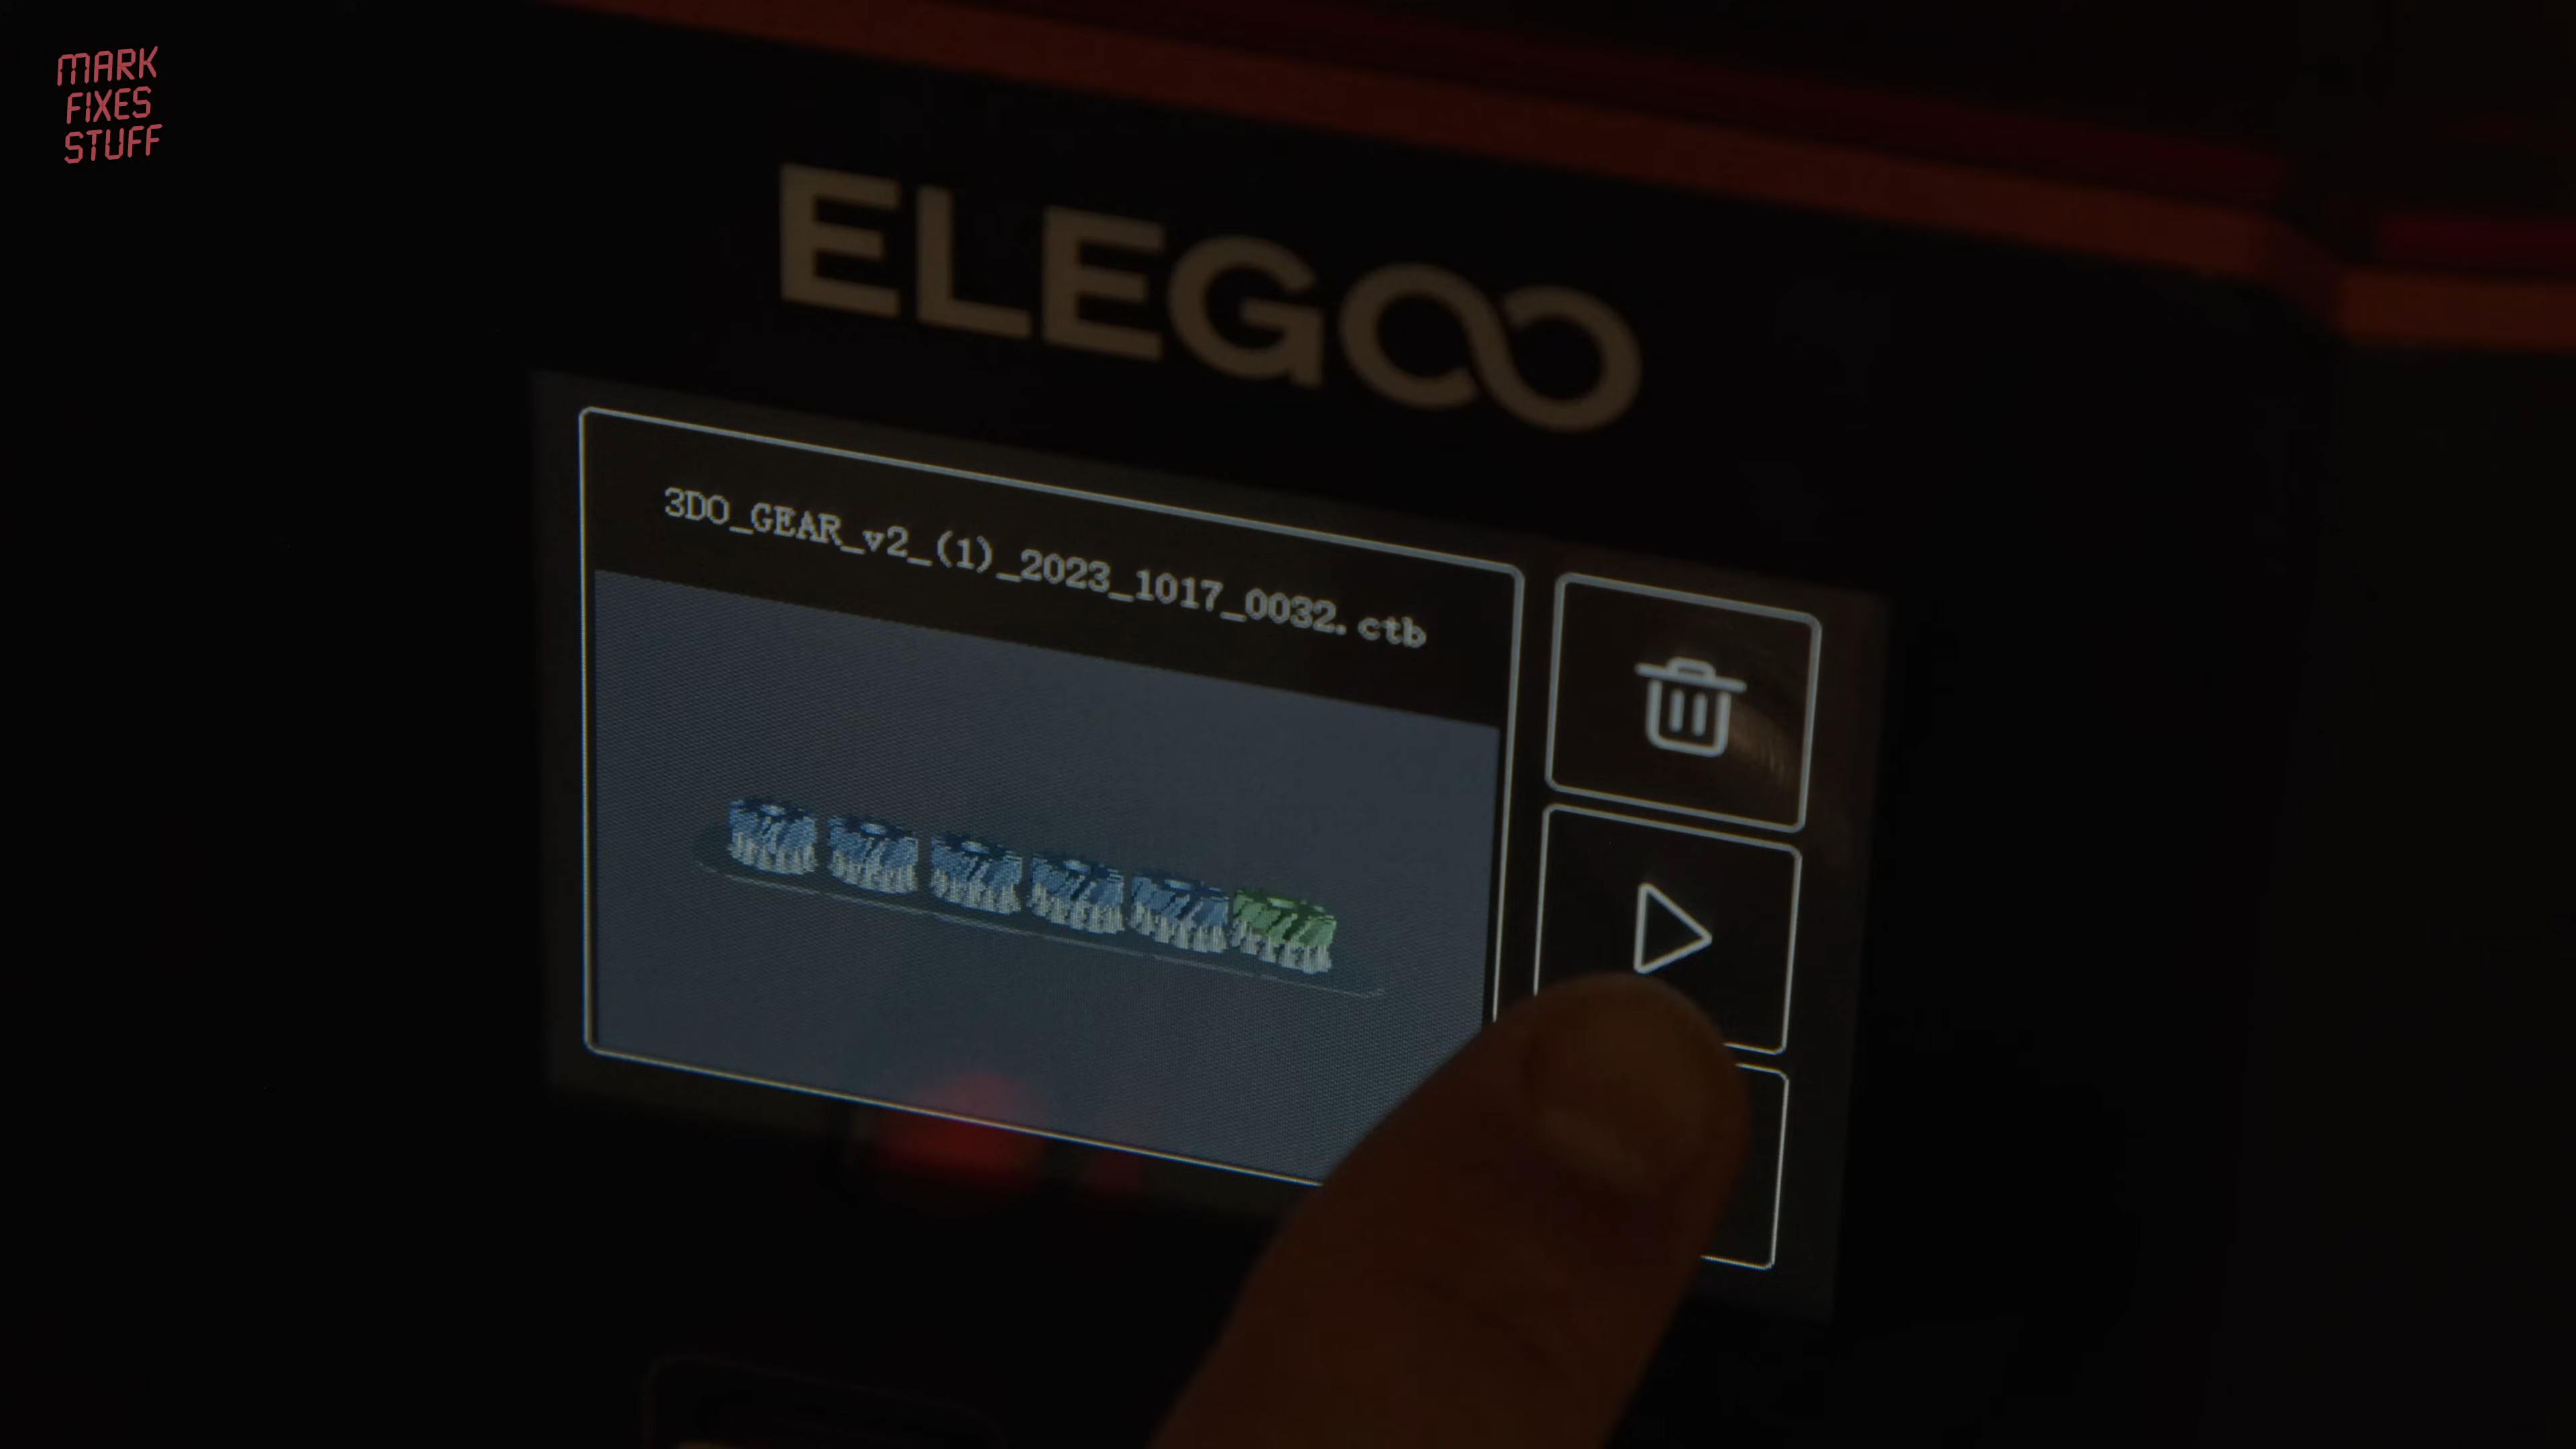 MARK
FIXES
STUFF
ELEGOO
3DO_GEAR_v2_(1)_2023_1017_0032.ctb